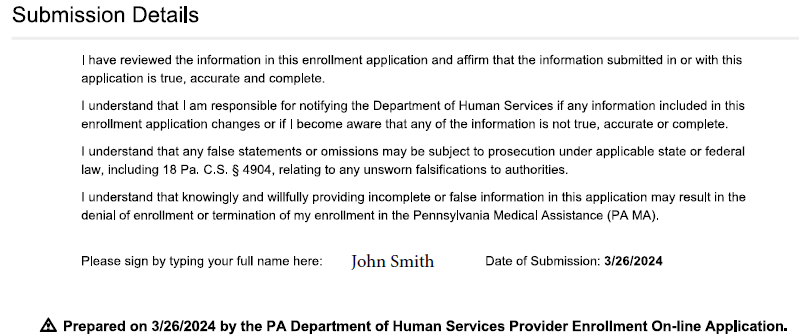 Submission Details
I have reviewed the information in this enrollment application and affirm that the information submitted in or with this
application is true, accurate and complete.
I understand that I am responsible for notifying the Department of Human Services if any information included in this
enrollment application changes or if I become aware that any of the information is not true, accurate or complete.
I understand that any false statements or omissions may be subject to prosecution under applicable state or federal
law, including 18 Pa. C.S. § 4904, relating to any unsworn falsifications to authorities.
I understand that knowingly and willfully providing incomplete or false information in this application may result in the
denial of enrollment or termination of my enrollment in the Pennsylvania Medical Assistance (PA MA).
Please sign by typing your full name here: John Smith Date of Submission: 3/26/2024
Prepared on 3/26/2024 by the PA Department of Human Services Provider Enrollment On-line Application.